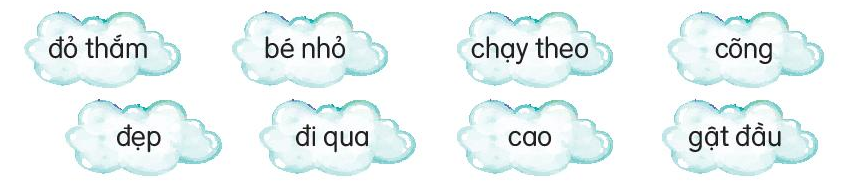 đỏ thắm bé nhỏ chạy theo cõng
đẹp đi qua cao gật đầu